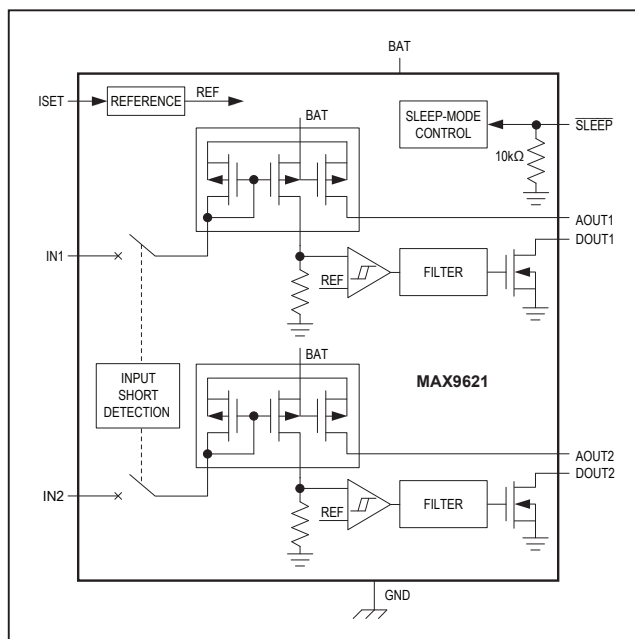 BAT
ISET
REFERENCE
REF
SLEEP-MODE
CONTROL
SLEEP
10kΩ
BAT
AOUT1
DOUT1
IN1
REF
FILTER
BAT
MAX9621
INPUT
SHORT
DETECTION
AOUT2
DOUT2
IN2
REF
FILTER
GND